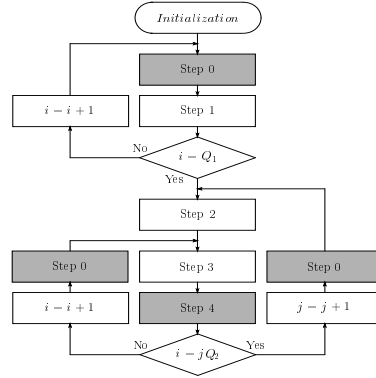 Initialization
Step 0
Step 1
i − i + 1
i − Q₁
No
Yes
Step 2
Step 0
Step 3
Step 0
i − i + 1
Step 4
j − j + 1
i − jQ₂
No
Yes